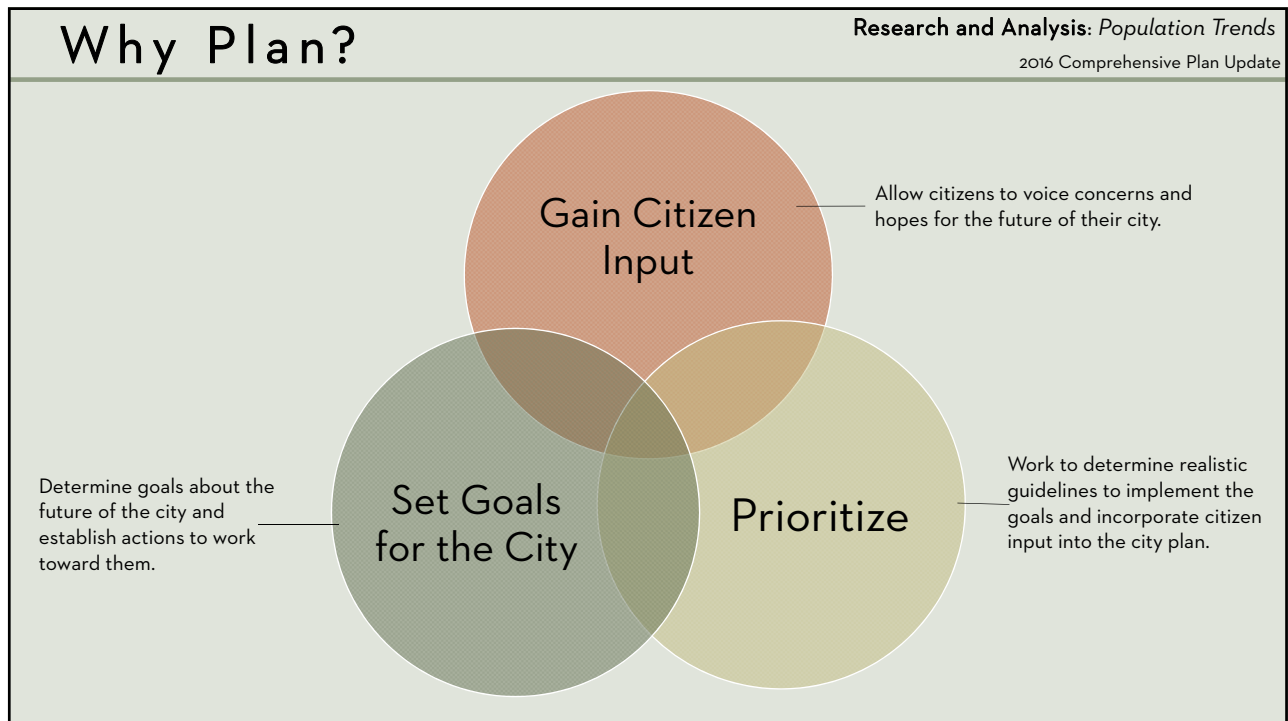 Why Plan?
Research and Analysis: Population Trends
2016 Comprehensive Plan Update
Gain Citizen
Input
Allow citizens to voice concerns and
hopes for the future of their city.
Determine goals about the
future of the city and
establish actions to work
toward them.
Set Goals
for the City
Prioritize
Work to determine realistic
guidelines to implement the
goals and incorporate citizen
input into the city plan.